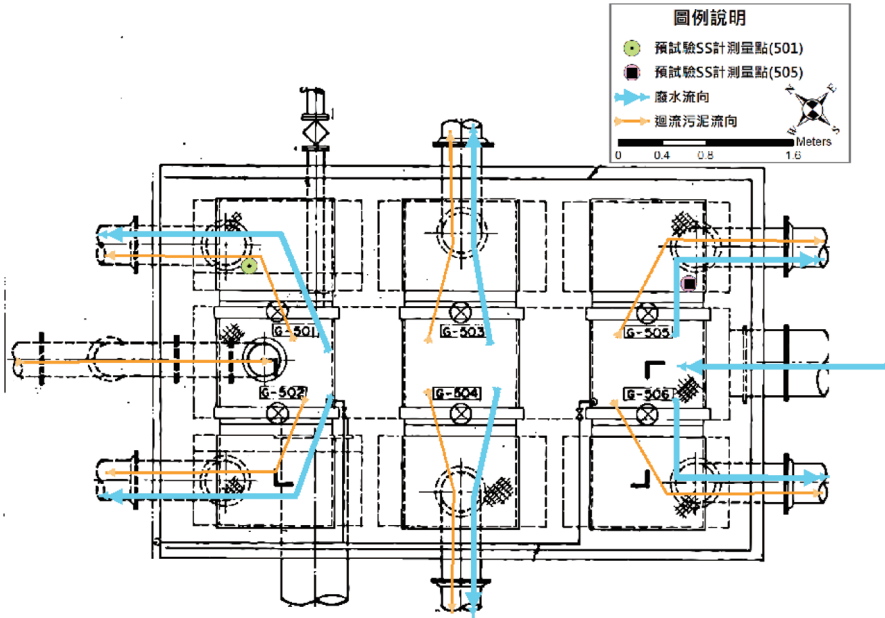 圖例說明
預試驗SS計測量點(501)
預試驗SS計測量點(505)
廢水流向
迴流污泥流向
N
E
W
S
Meters
0 0.4 0.8 1.6
G-501
G-503
G-505
G-502
G-504
G-506